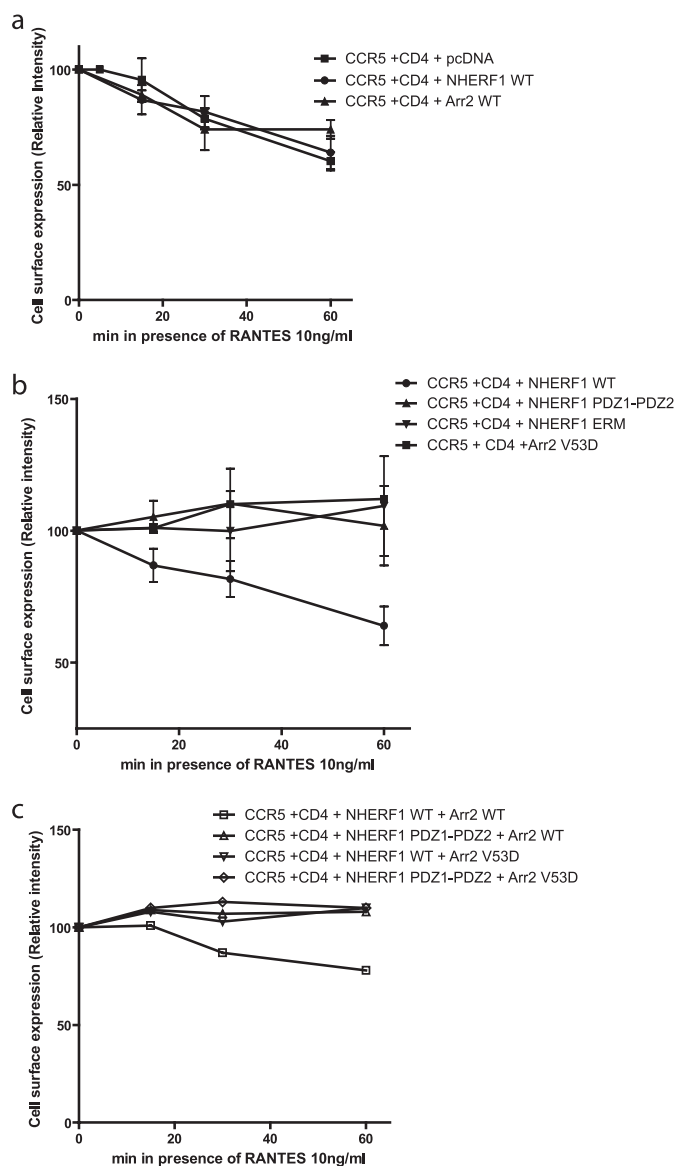 a
CCR5 +CD4 + pcDNA
CCR5 +CD4 + NHERF1 WT
CCR5 +CD4 + Arr2 WT
Cell surface expression (Relative Intensity)
100
50
0
0 20 40 60
min in presence of RANTES 10ng/ml
b
CCR5 +CD4 + NHERF1 WT
CCR5 +CD4 + NHERF1 PDZ1-PDZ2
CCR5 +CD4 + NHERF1 ERM
CCR5 + CD4 +Arr2 V53D
Cell surface expression (Relative intensity)
150
100
50
0 20 40 60
min in presence of RANTES 10ng/ml
c
CCR5 +CD4 + NHERF1 WT + Arr2 WT
CCR5 +CD4 + NHERF1 PDZ1-PDZ2 + Arr2 WT
CCR5 +CD4 + NHERF1 WT + Arr2 V53D
CCR5 +CD4 + NHERF1 PDZ1-PDZ2 + Arr2 V53D
Cell surface expression (Relative intensity)
150
100
50
0
0 20 40 60
min in presence of RANTES 10ng/ml